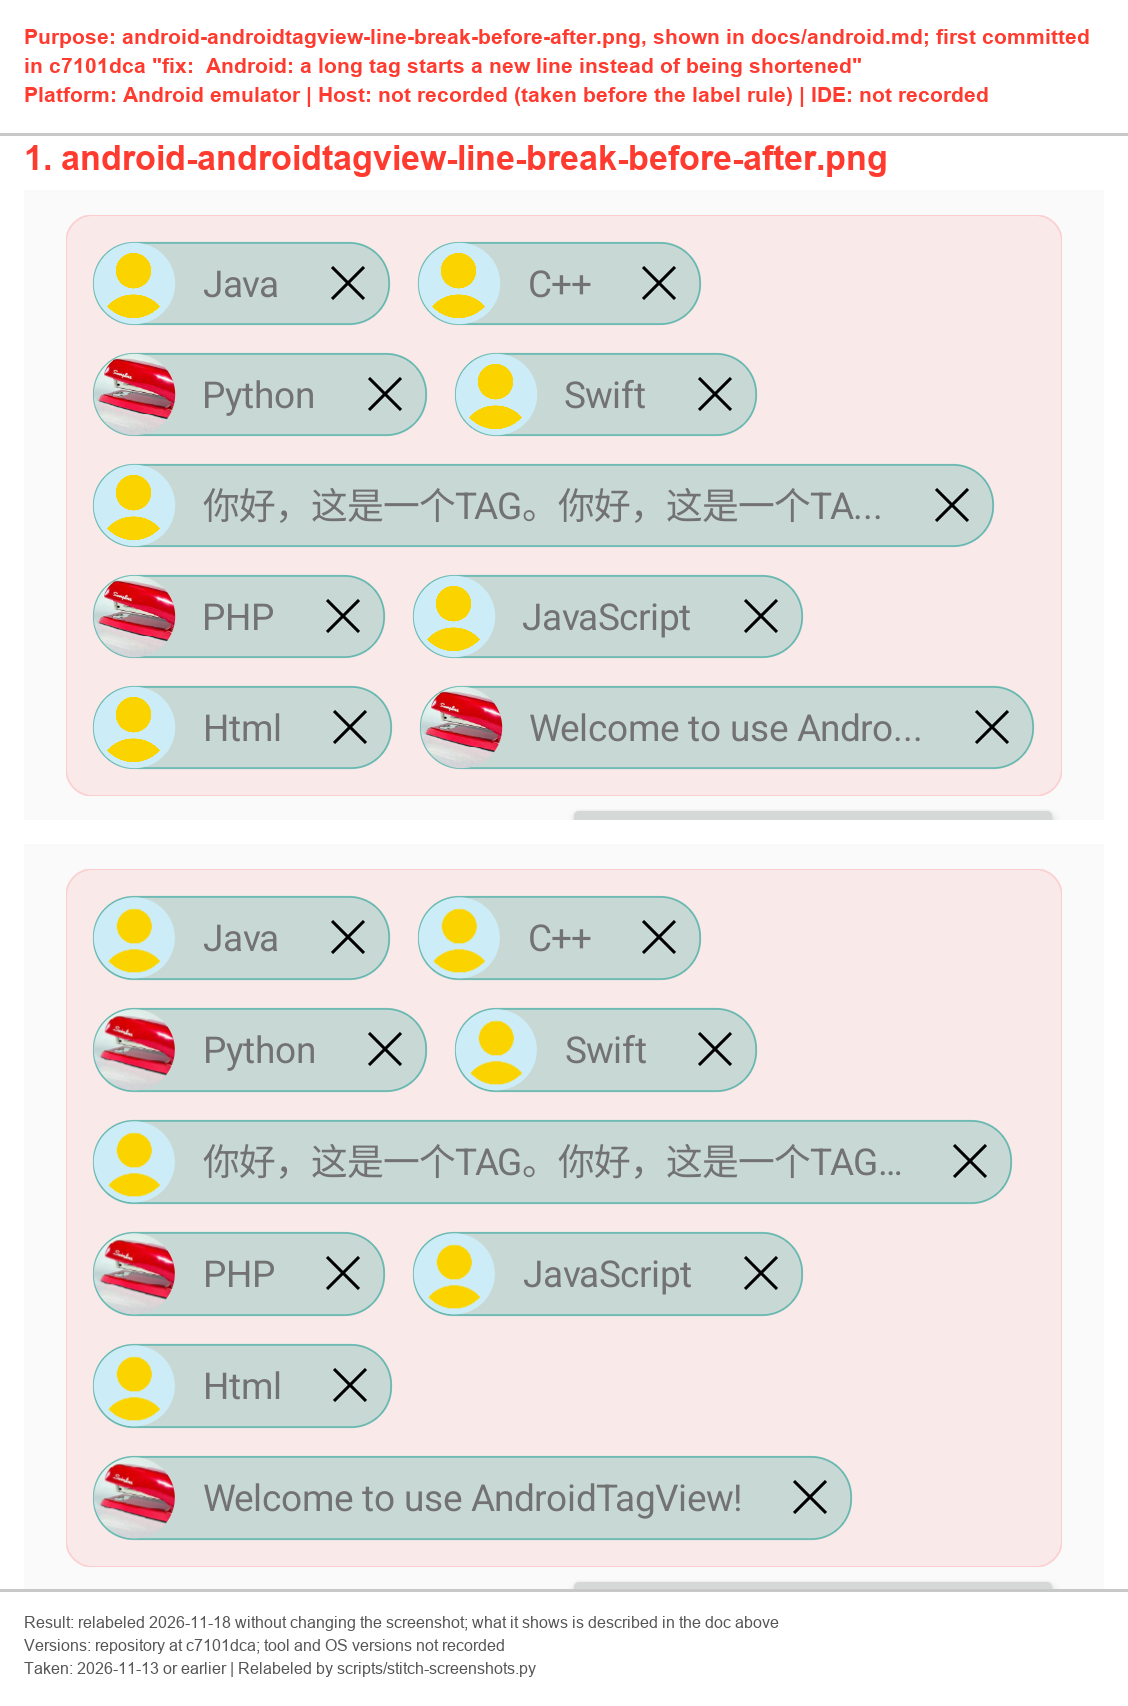 Purpose: android-androidtagview-line-break-before-after.png, shown in docs/android.md; first committed
in c7101dca "fix:  Android: a long tag starts a new line instead of being shortened"
Platform: Android emulator | Host: not recorded (taken before the label rule) | IDE: not recorded
1. android-androidtagview-line-break-before-after.png
Java
C++
Python
Swift
你好，这是一个TAG。你好，这是一个TA...
PHP
JavaScript
Html
Welcome to use Andro...
Java
C++
Python
Swift
你好，这是一个TAG。你好，这是一个TAG...
PHP
JavaScript
Html
Welcome to use AndroidTagView!
Result: relabeled 2026-11-18 without changing the screenshot; what it shows is described in the doc above
Versions: repository at c7101dca; tool and OS versions not recorded
Taken: 2026-11-13 or earlier | Relabeled by scripts/stitch-screenshots.py